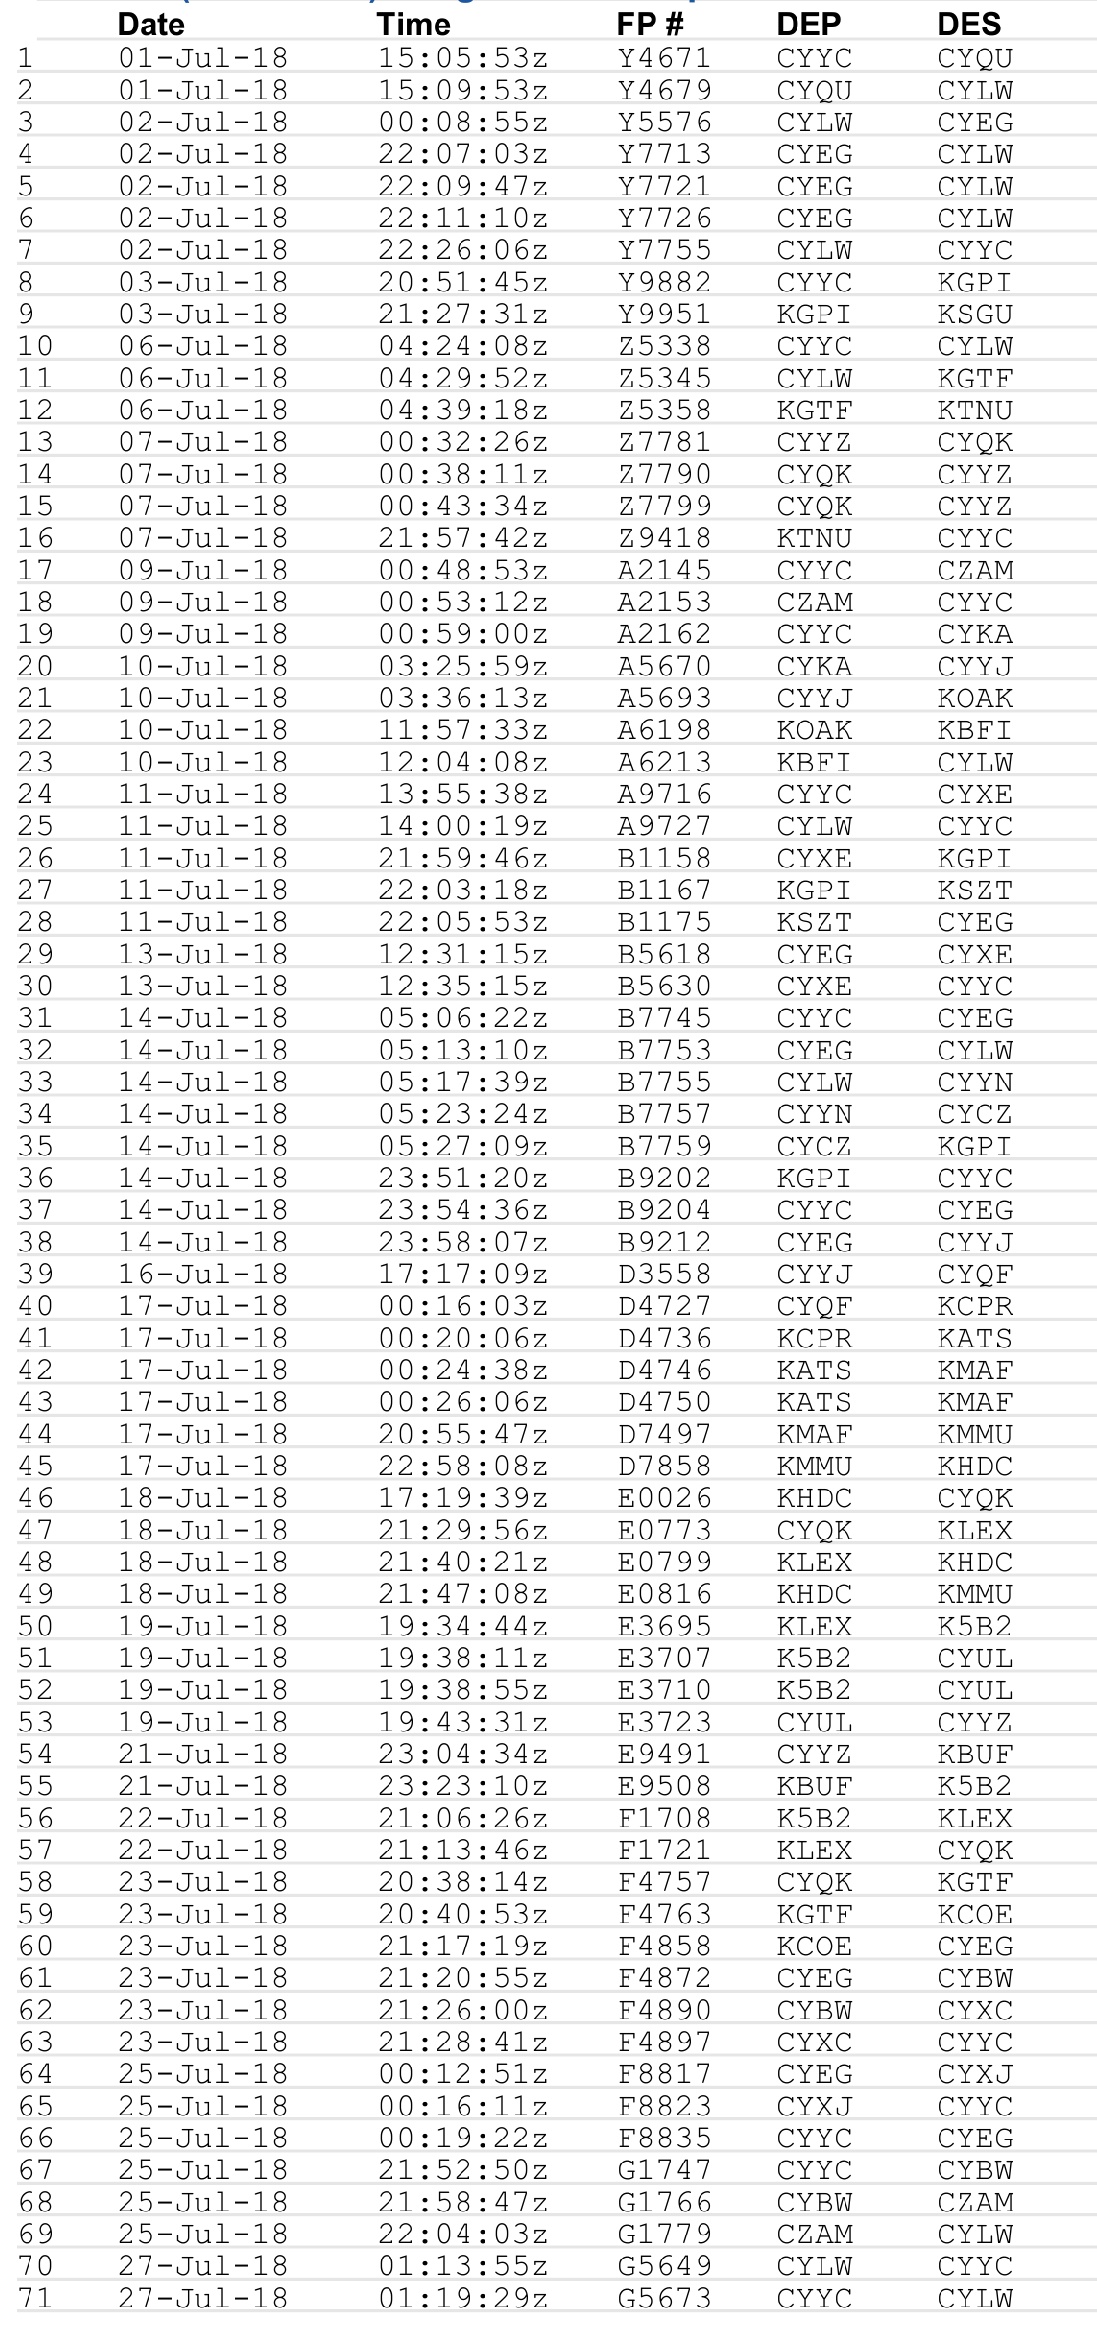 Date Time FP # DEP DES
1 01-Jul-18 15:05:53z Y4671 CYYC CYQU
2 01-Jul-18 15:09:53z Y4679 CYQU CYLW
3 02-Jul-18 00:08:55z Y5576 CYLW CYEG
4 02-Jul-18 22:07:03z Y7713 CYEG CYLW
5 02-Jul-18 22:09:47z Y7721 CYEG CYLW
6 02-Jul-18 22:11:10z Y7726 CYEG CYLW
7 02-Jul-18 22:26:06z Y7755 CYLW CYYC
8 03-Jul-18 20:51:45z Y9882 CYYC KGPI
9 03-Jul-18 21:27:31z Y9951 KGPI KSGU
10 06-Jul-18 04:24:08z Z5338 CYYC CYLW
11 06-Jul-18 04:29:52z Z5345 CYLW KGTF
12 06-Jul-18 04:39:18z Z5358 KGTF KTNU
13 07-Jul-18 00:32:26z Z7781 CYYZ CYQK
14 07-Jul-18 00:38:11z Z7790 CYQK CYYZ
15 07-Jul-18 00:43:34z Z7799 CYQK CYYZ
16 07-Jul-18 21:57:42z Z9418 KTNU CYYC
17 09-Jul-18 00:48:53z A2145 CYYC CZAM
18 09-Jul-18 00:53:12z A2153 CZAM CYYC
19 09-Jul-18 00:59:00z A2162 CYYC CYKA
20 10-Jul-18 03:25:59z A5670 CYKA CYYJ
21 10-Jul-18 03:36:13z A5693 CYYJ KOAK
22 10-Jul-18 11:57:33z A6198 KOAK KBFI
23 10-Jul-18 12:04:08z A6213 KBFI CYLW
24 11-Jul-18 13:55:38z A9716 CYYC CYXE
25 11-Jul-18 14:00:19z A9727 CYLW CYYC
26 11-Jul-18 21:59:46z B1158 CYXE KGPI
27 11-Jul-18 22:03:18z B1167 KGPI KSZT
28 11-Jul-18 22:05:53z B1175 KSZT CYEG
29 13-Jul-18 12:31:15z B5618 CYEG CYXE
30 13-Jul-18 12:35:15z B5630 CYXE CYYC
31 14-Jul-18 05:06:22z B7745 CYYC CYEG
32 14-Jul-18 05:13:10z B7753 CYEG CYLW
33 14-Jul-18 05:17:39z B7755 CYLW CYYN
34 14-Jul-18 05:23:24z B7757 CYYN CYCZ
35 14-Jul-18 05:27:09z B7759 CYCZ KGPI
36 14-Jul-18 23:51:20z B9202 KGPI CYYC
37 14-Jul-18 23:54:36z B9204 CYYC CYEG
38 14-Jul-18 23:58:07z B9212 CYEG CYYJ
39 16-Jul-18 17:17:09z D3558 CYYJ CYQF
40 17-Jul-18 00:16:03z D4727 CYQF KCPR
41 17-Jul-18 00:20:06z D4736 KCPR KATS
42 17-Jul-18 00:24:38z D4746 KATS KMAF
43 17-Jul-18 00:26:06z D4750 KATS KMAF
44 17-Jul-18 20:55:47z D7497 KMAF KMMU
45 17-Jul-18 22:58:08z D7858 KMMU KHDC
46 18-Jul-18 17:19:39z E0026 KHDC CYQK
47 18-Jul-18 21:29:56z E0773 CYQK KLEX
48 18-Jul-18 21:40:21z E0799 KLEX KHDC
49 18-Jul-18 21:47:08z E0816 KHDC KMMU
50 19-Jul-18 19:34:44z E3695 KLEX K5B2
51 19-Jul-18 19:38:11z E3707 K5B2 CYUL
52 19-Jul-18 19:38:55z E3710 K5B2 CYUL
53 19-Jul-18 19:43:31z E3723 CYUL CYYZ
54 21-Jul-18 23:04:34z E9491 CYYZ KBUF
55 21-Jul-18 23:23:10z E9508 KBUF K5B2
56 22-Jul-18 21:06:26z F1708 K5B2 KLEX
57 22-Jul-18 21:13:46z F1721 KLEX CYQK
58 23-Jul-18 20:38:14z F4757 CYQK KGTF
59 23-Jul-18 20:40:53z F4763 KGTF KCOE
60 23-Jul-18 21:17:19z F4858 KCOE CYEG
61 23-Jul-18 21:20:55z F4872 CYEG CYBW
62 23-Jul-18 21:26:00z F4890 CYBW CYXC
63 23-Jul-18 21:28:41z F4897 CYXC CYYC
64 25-Jul-18 00:12:51z F8817 CYEG CYXJ
65 25-Jul-18 00:16:11z F8823 CYXJ CYYC
66 25-Jul-18 00:19:22z F8835 CYYC CYEG
67 25-Jul-18 21:52:50z G1747 CYYC CYBW
68 25-Jul-18 21:58:47z G1766 CYBW CZAM
69 25-Jul-18 22:04:03z G1779 CZAM CYLW
70 27-Jul-18 01:13:55z G5649 CYLW CYYC
71 27-Jul-18 01:19:29z G5673 CYYC CYLW